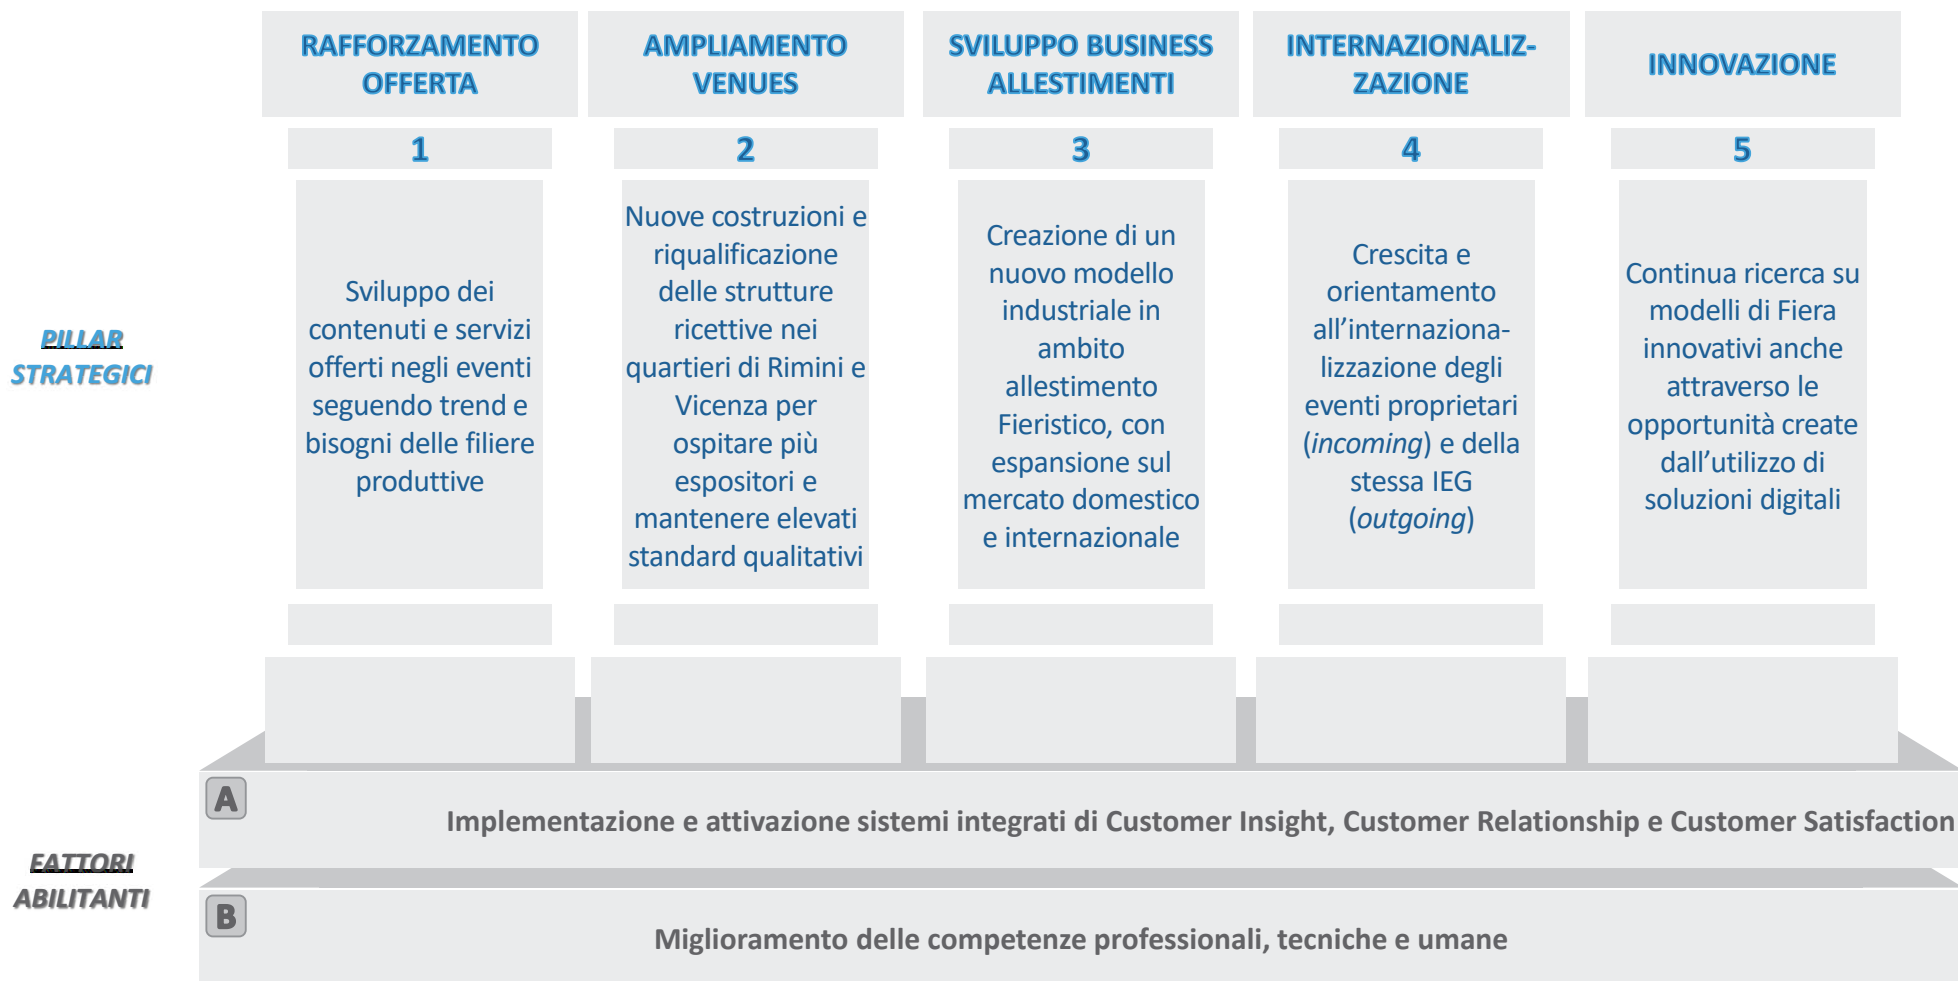 RAFFORZAMENTO
OFFERTA
AMPLIAMENTO
VENUES
SVILUPPO BUSINESS
ALLESTIMENTI
INTERNAZIONALIZ-
ZAZIONE
INNOVAZIONE
1
2
3
4
5
PILLAR
STRATEGICI
Sviluppo dei
contenuti e servizi
offerti negli eventi
seguendo trend e
bisogni delle filiere
produttive
Nuove costruzioni e
riqualificazione
delle strutture
ricettive nei
quartieri di Rimini e
Vicenza per
ospitare più
espositori e
mantenere elevati
standard qualitativi
Creazione di un
nuovo modello
industriale in
ambito
allestimento
Fieristico, con
espansione sul
mercato domestico
e internazionale
Crescita e
orientamento
all’internaziona-
lizzazione degli
eventi proprietari
(incoming) e della
stessa IEG
(outgoing)
Continua ricerca su
modelli di Fiera
innovativi anche
attraverso le
opportunità create
dall’utilizzo di
soluzioni digitali
FATTORI
ABILITANTI
A
Implementazione e attivazione sistemi integrati di Customer Insight, Customer Relationship e Customer Satisfaction
B
Miglioramento delle competenze professionali, tecniche e umane